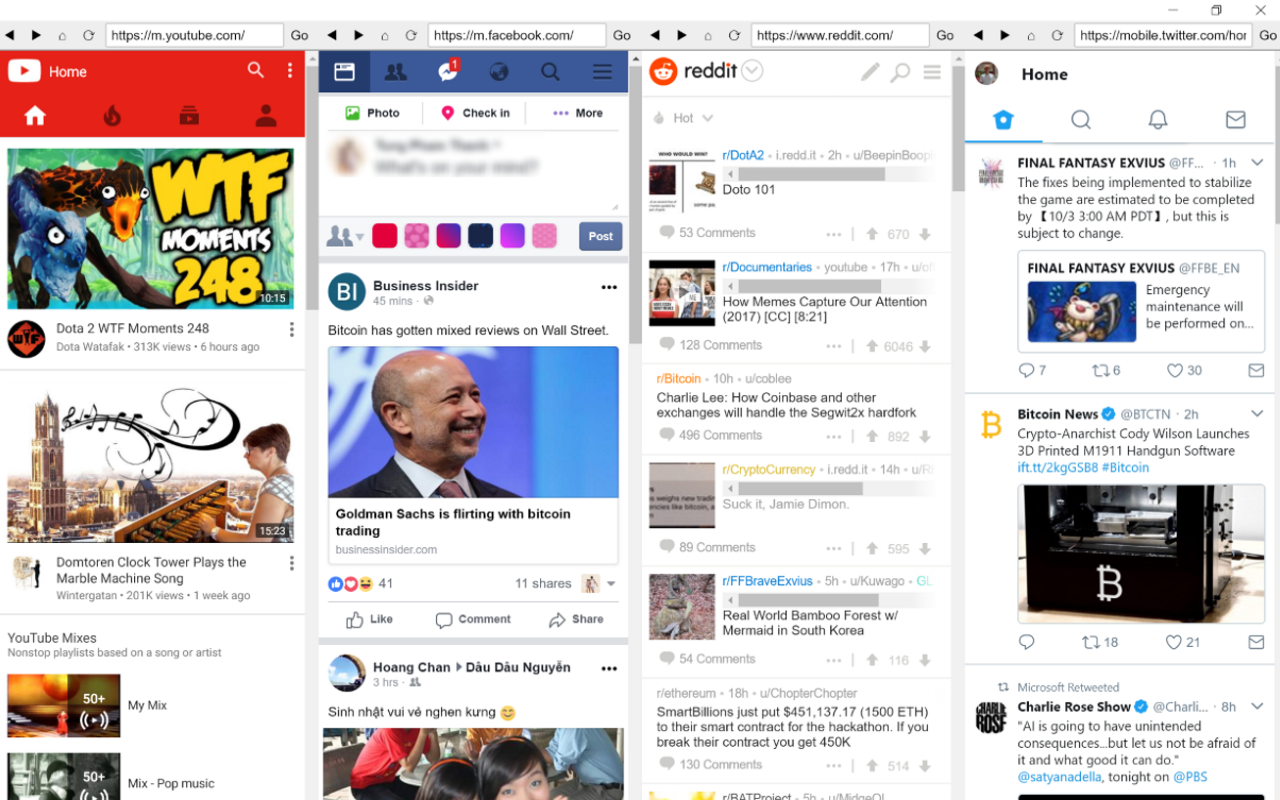 https://m.youtube.com/
Go
Home
WTF
MOMENTS
248
10:15
Dota 2 WTF Moments 248
Dota Watafak • 313K views • 6 hours ago
15:23
Domtoren Clock Tower Plays the
Marble Machine Song
Wintergatan • 201K views • 1 week ago
YouTube Mixes
Nonstop playlists based on a song or artist
50+
My Mix
50+
Mix - Pop music
https://m.facebook.com/
Go
1
Photo
Check in
More
Post
BI
Business Insider
45 mins ·
Bitcoin has gotten mixed reviews on Wall Street.
Goldman Sachs is flirting with bitcoin
trading
businessinsider.com
41
11 shares
Like
Comment
Share
Hoang Chan
Dâu Dâu Nguyễn
3 hrs ·
Sinh nhật vui vẻ nghen kưng
https://www.reddit.com/
Go
reddit
Hot
WHO WOULD WIN?
r/DotA2 • i.redd.it • 2h • u/BeepinBoopi
Doto 101
53 Comments
670
r/Documentaries • youtube • 17h • u/o
How Memes Capture Our Attention
(2017) [CC] [8:21]
128 Comments
6046
r/Bitcoin • 10h • u/coblee
Charlie Lee: How Coinbase and other
exchanges will handle the Segwit2x hardfork
496 Comments
892
r/CryptoCurrency • i.redd.it • 14h •
Suck it, Jamie Dimon.
89 Comments
595
r/FFBraveExvius • 5h • u/Kuwago • GL
Real World Bamboo Forest w/
Mermaid in South Korea
54 Comments
116
r/ethereum • 18h • u/ChopterChopter
SmartBillions just put $451,137.17 (1500 ETH)
to their smart contract for the hackathon. If you
break their contract you get 450K
130 Comments
514
r/BATProject • 5h • u/MidgeOL
https://mobile.twitter.com/hor
Go
Home
FINAL FANTASY EXVIUS @FF... · 1h
The fixes being implemented to stabilize
the game are estimated to be completed
by【10/3 3:00 AM PDT】, but this is
subject to change.
FINAL FANTASY EXVIUS @FFBE_EN
Emergency
maintenance will
be performed on...
7
6
30
Bitcoin News @BTCTN · 2h
Crypto-Anarchist Cody Wilson Launches
3D Printed M1911 Handgun Software
ift.tt/2kgGSB8 #Bitcoin
18
21
Microsoft Retweeted
CHARLIE
ROSE
Charlie Rose Show @Charli... · 8h
"AI is going to have unintended
consequences...but let us not be afraid of
it and what good it can do."
@satyanadella, tonight on @PBS